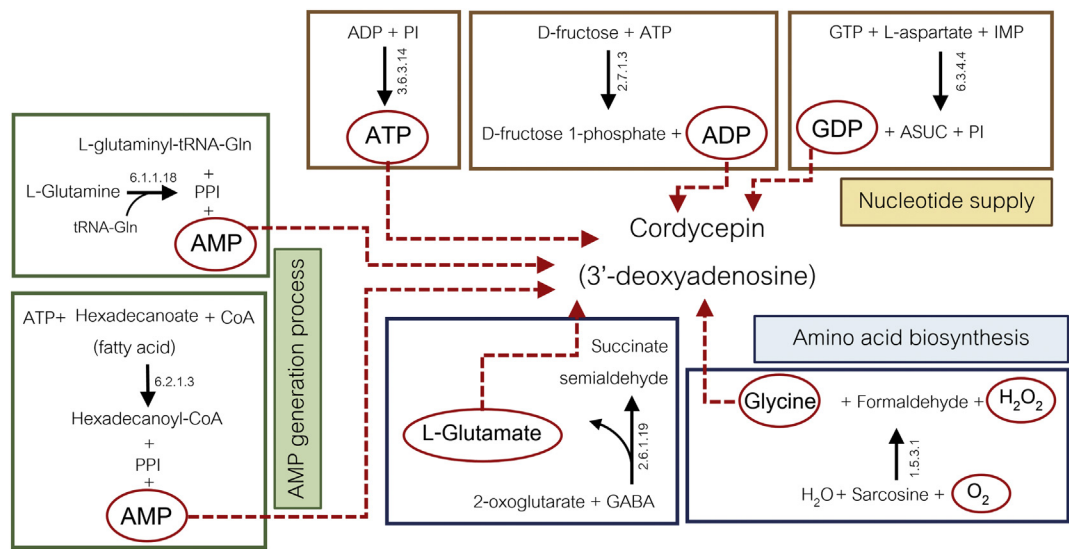 ADP + PI
3.6.3.14
ATP
D-fructose + ATP
2.7.1.3
D-fructose 1-phosphate + ADP
GTP + L-aspartate + IMP
6.3.4.4
GDP + ASUC + PI
Nucleotide supply
L-glutaminyl-tRNA-Gln
+
L-Glutamine 6.1.1.18 PPI
+
tRNA-Gln
AMP
Cordycepin
(3'-deoxyadenosine)
AMP generation process
ATP+ Hexadecanoate + CoA
(fatty acid)
6.2.1.3
Hexadecanoyl-CoA
+
PPI
+
AMP
Succinate
semialdehyde
L-Glutamate
2.6.1.19
2-oxoglutarate + GABA
Amino acid biosynthesis
Glycine + Formaldehyde + H2O2
1.5.3.1
H2O + Sarcosine + O2